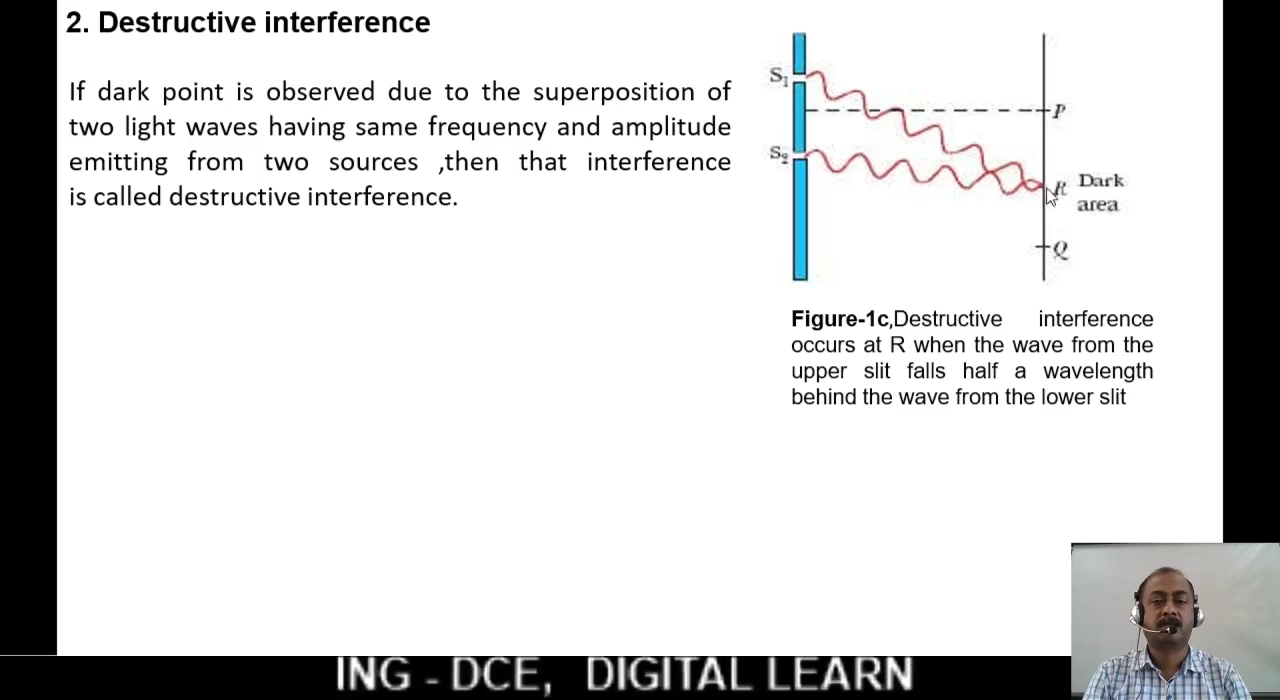 2. Destructive interference
If dark point is observed due to the superposition of
two light waves having same frequency and amplitude
emitting from two sources ,then that interference
is called destructive interference.
S1
P
S2
R Dark
area
Q
Figure-1c,Destructive interference
occurs at R when the wave from the
upper slit falls half a wavelength
behind the wave from the lower slit
ING - DCE, DIGITAL LEARN